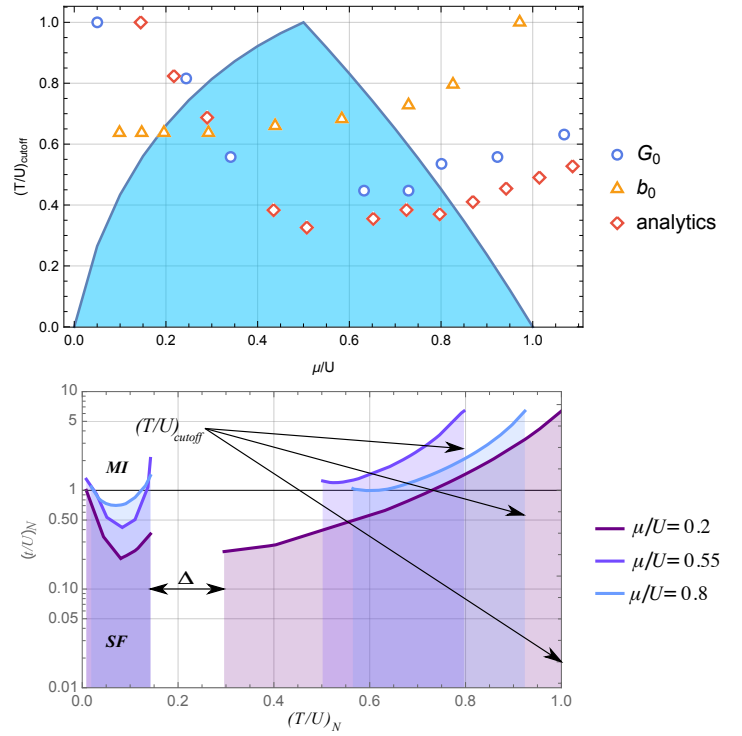 1.0
0.8
0.6
0.4
0.2
0.0
(T/U)cutoff
0.0 0.2 0.4 0.6 0.8 1.0
μ/U
G0
b0
analytics
10
5
1
0.50
0.10
0.05
0.01
(t/U)N
(T/U)cutoff
MI
Δ
SF
0.0 0.2 0.4 0.6 0.8 1.0
(T/U)N
μ/U= 0.2
μ/U= 0.55
μ/U= 0.8